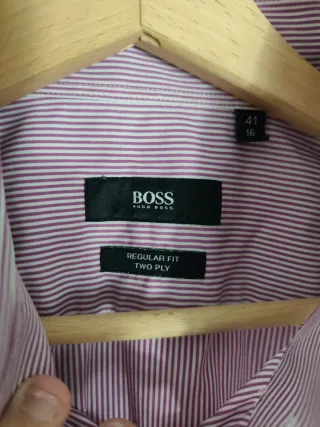 41
16
BOSS
HUGO BOSS
REGULAR FIT
TWO PLY